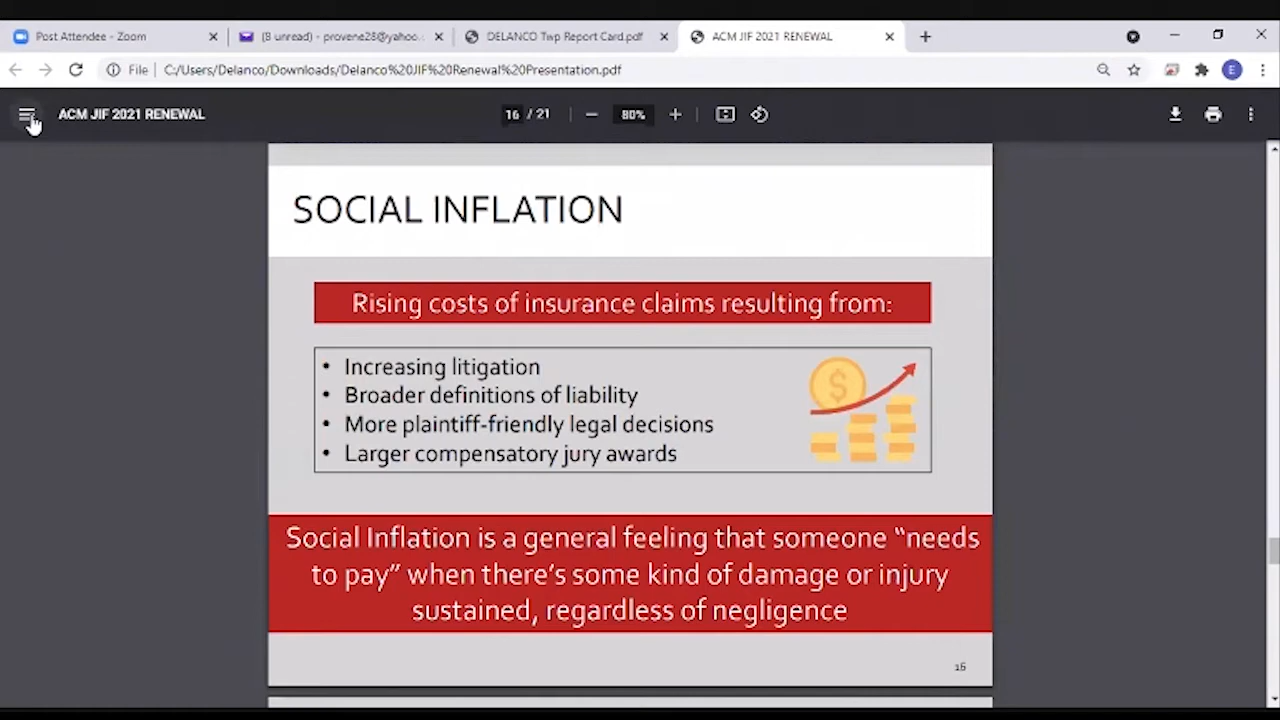 Post Attendee - Zoom
(8 unread) - provene28@yahoo.
DELANCO Twp Report Card.pdf
ACM JIF 2021 RENEWAL
File
C:/Users/Delanco/Downloads/Delanco%20JIF%20Renewal%20Presentation.pdf
E
ACM JIF 2021 RENEWAL
16 / 21
80%
SOCIAL INFLATION
Rising costs of insurance claims resulting from:
• Increasing litigation
• Broader definitions of liability
• More plaintiff-friendly legal decisions
• Larger compensatory jury awards
$
Social Inflation is a general feeling that someone “needs
to pay” when there’s some kind of damage or injury
sustained, regardless of negligence
16